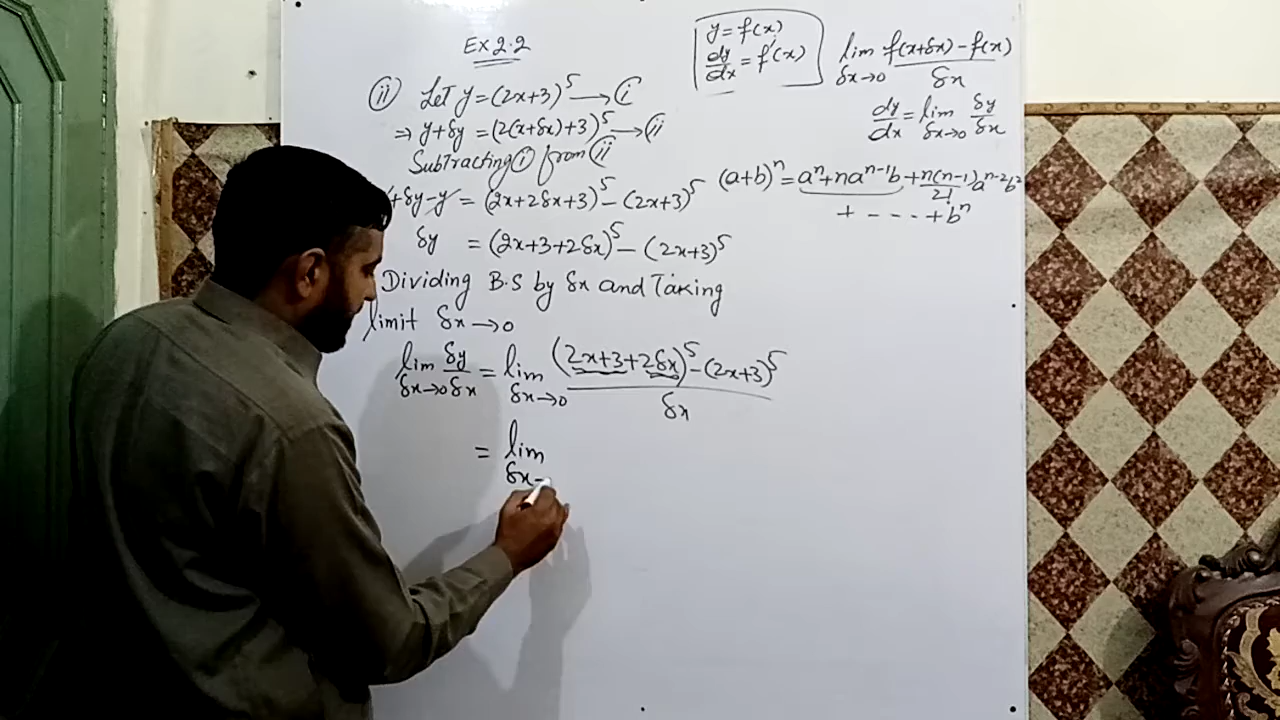 Ex 2.2
(ii) Let y = (2x+3)^5 → (i
⇒ y+δy = (2(x+δx)+3)^5 → (ii
Subtracting (i) from (ii
+δy-y = (2x+2δx+3)^5 - (2x+3)^5
δy = (2x+3+2δx)^5 - (2x+3)^5
Dividing B.S by δx and Taking
limit δx→0
lim δx→0 δy/δx = lim δx→0 ((2x+3+2δx)^5 - (2x+3)^5)/δx
= lim δx-
y = f(x)
dy/dx = f'(x)
lim δx→0 (f(x+δx) - f(x))/δx
dy/dx = lim δx→0 δy/δx
(a+b)^n = a^n + na^(n-1)b + n(n-1)/2! a^(n-2)b^2
+ - - - - + b^n